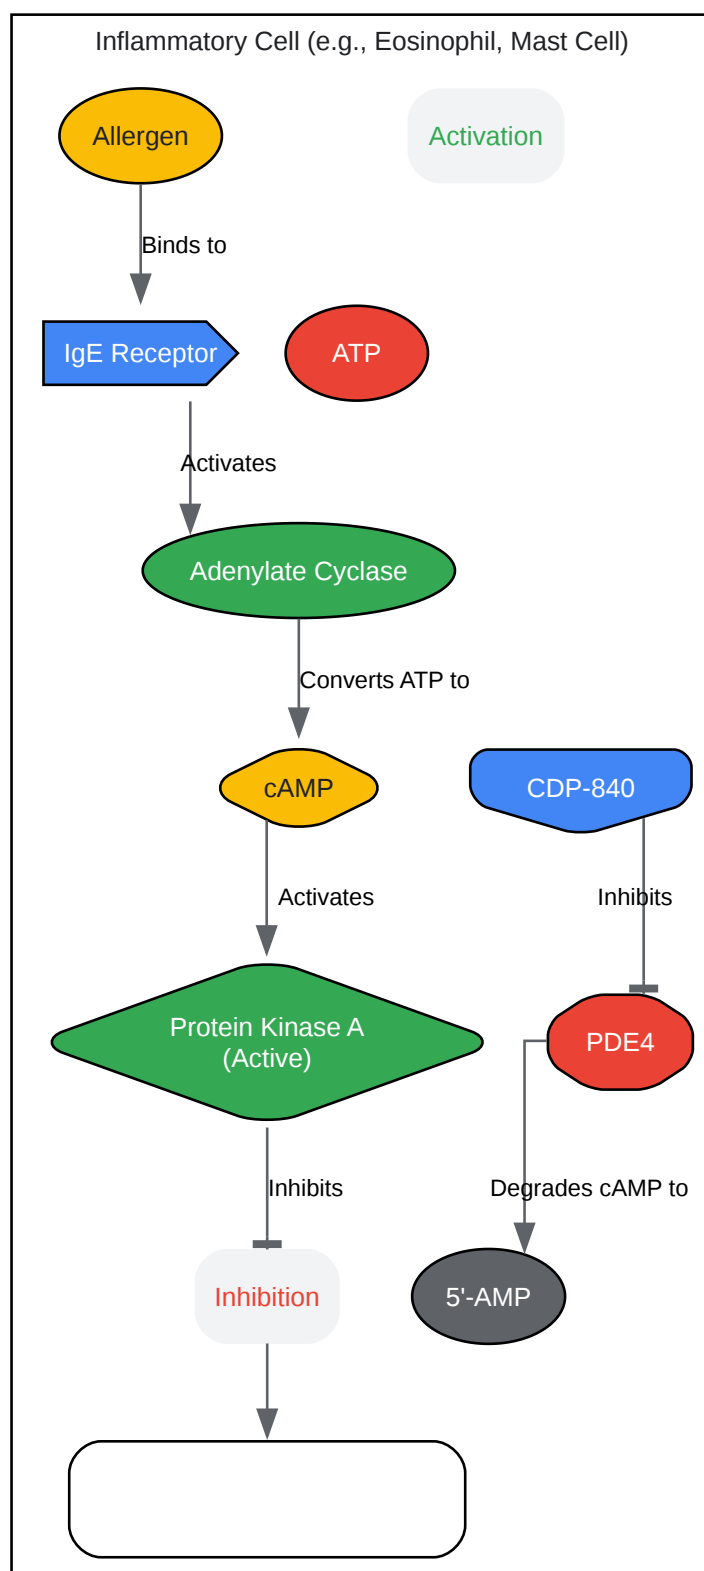 Inflammatory Cell (e.g., Eosinophil, Mast Cell)
Allergen
Activation
Binds to
IgE Receptor
ATP
Activates
Adenylate Cyclase
Converts ATP to
cAMP
CDP-840
Activates
Inhibits
Protein Kinase A
(Active)
PDE4
Inhibits
Degrades cAMP to
Inhibition
5'-AMP